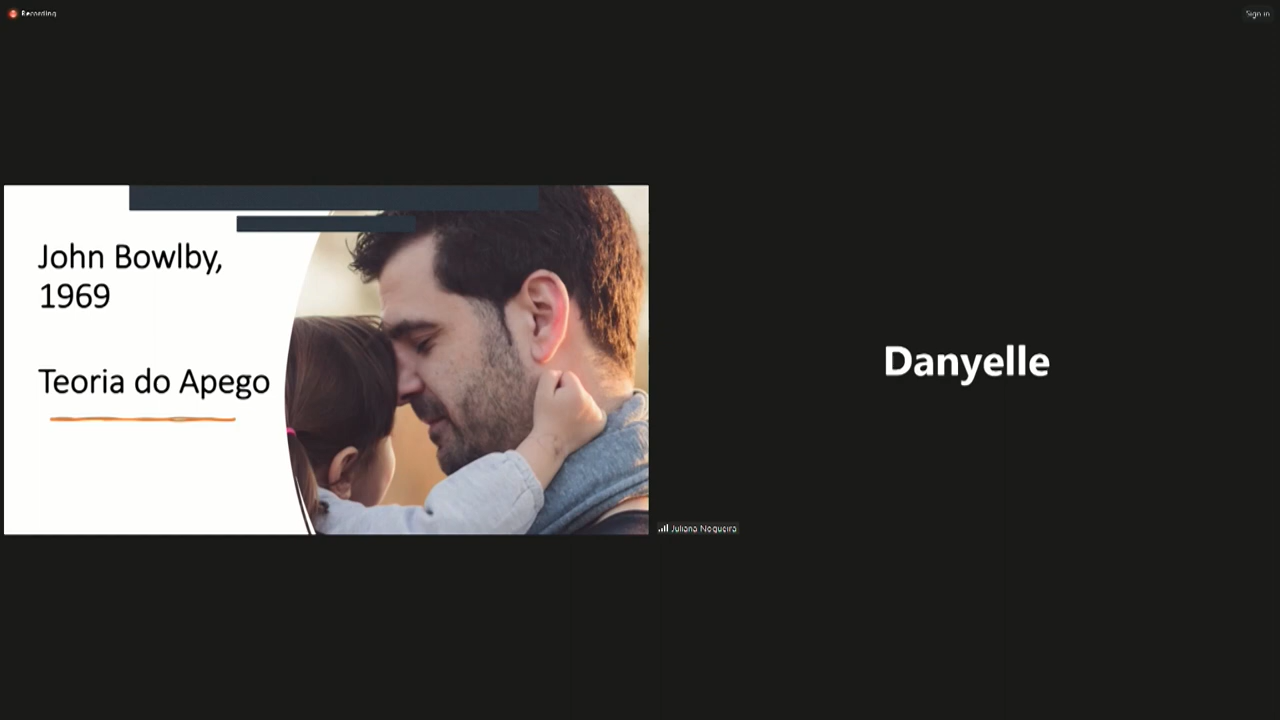 Recording
Sign in
John Bowlby,
1969
Teoria do Apego
Danyelle
Juliana Nogueira